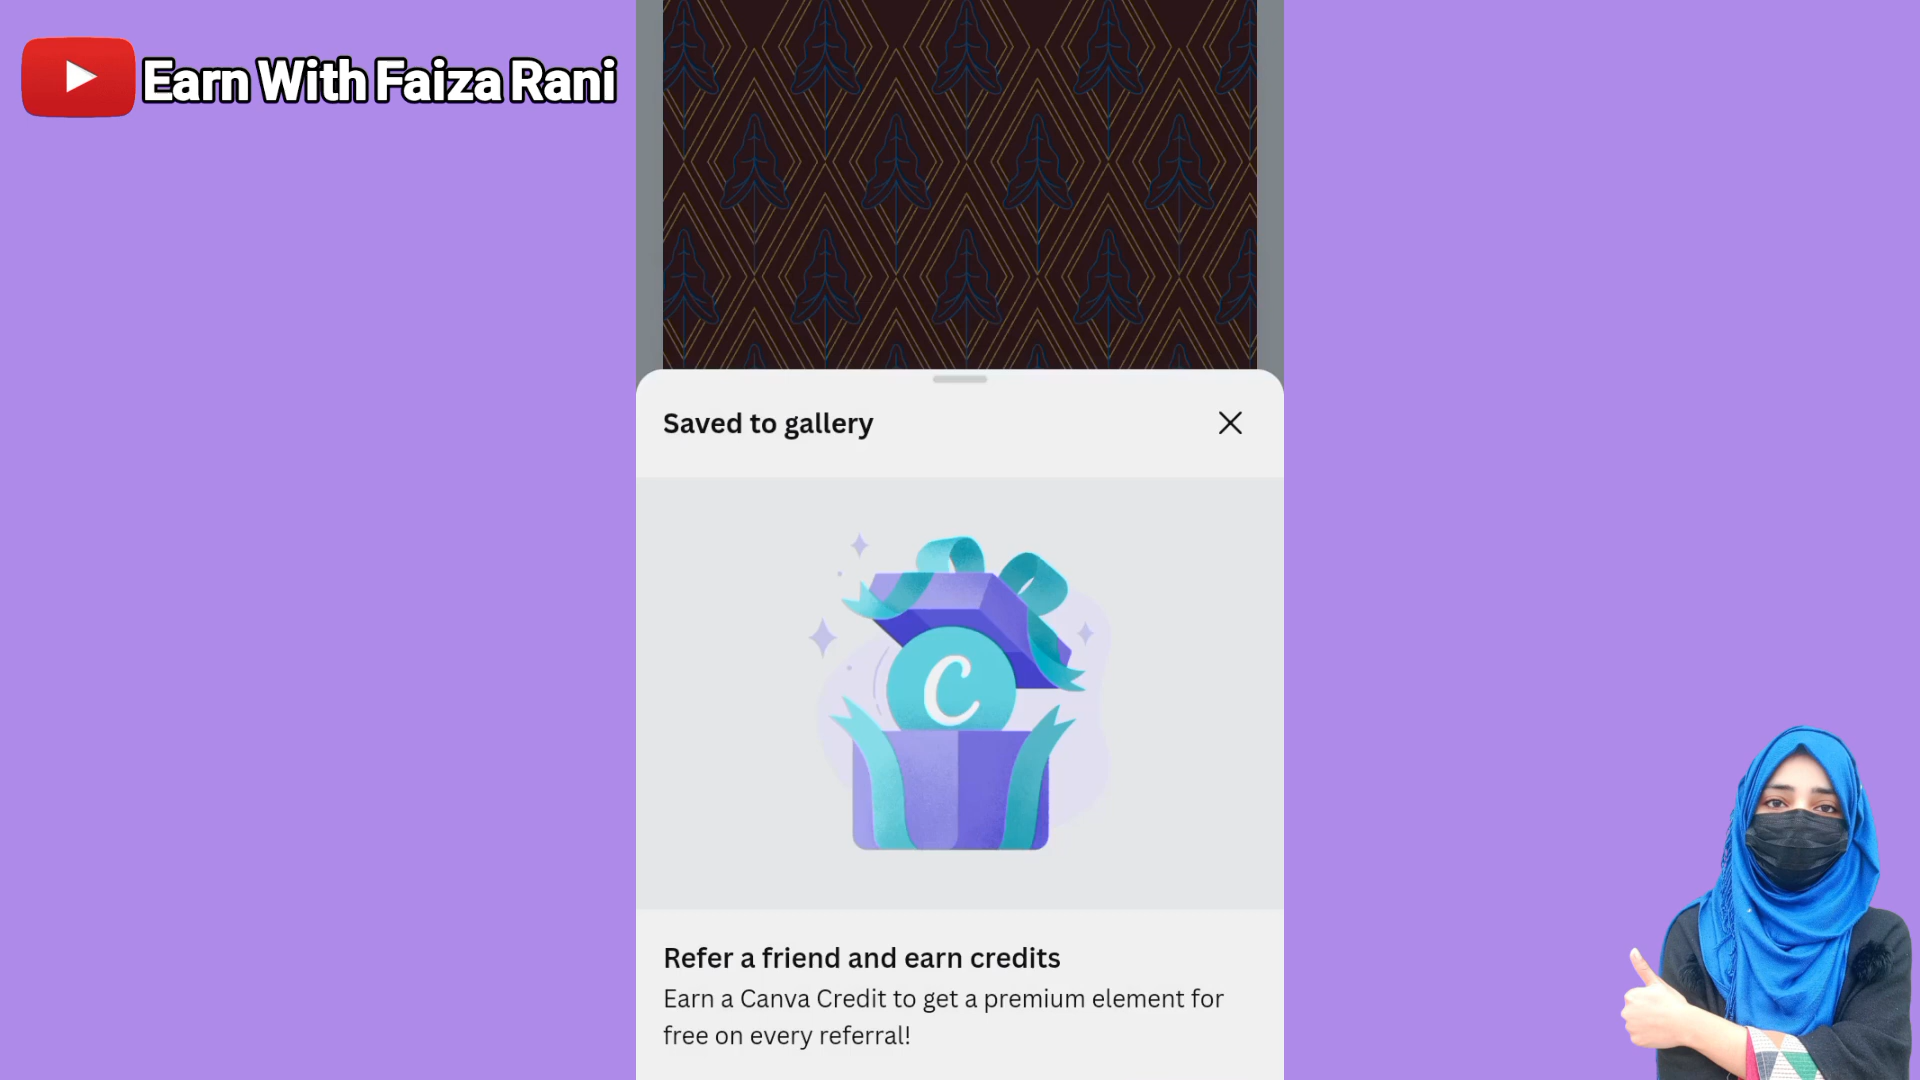 Earn With Faiza Rani
Saved to gallery
C
Refer a friend and earn credits
Earn a Canva Credit to get a premium element for
free on every referral!